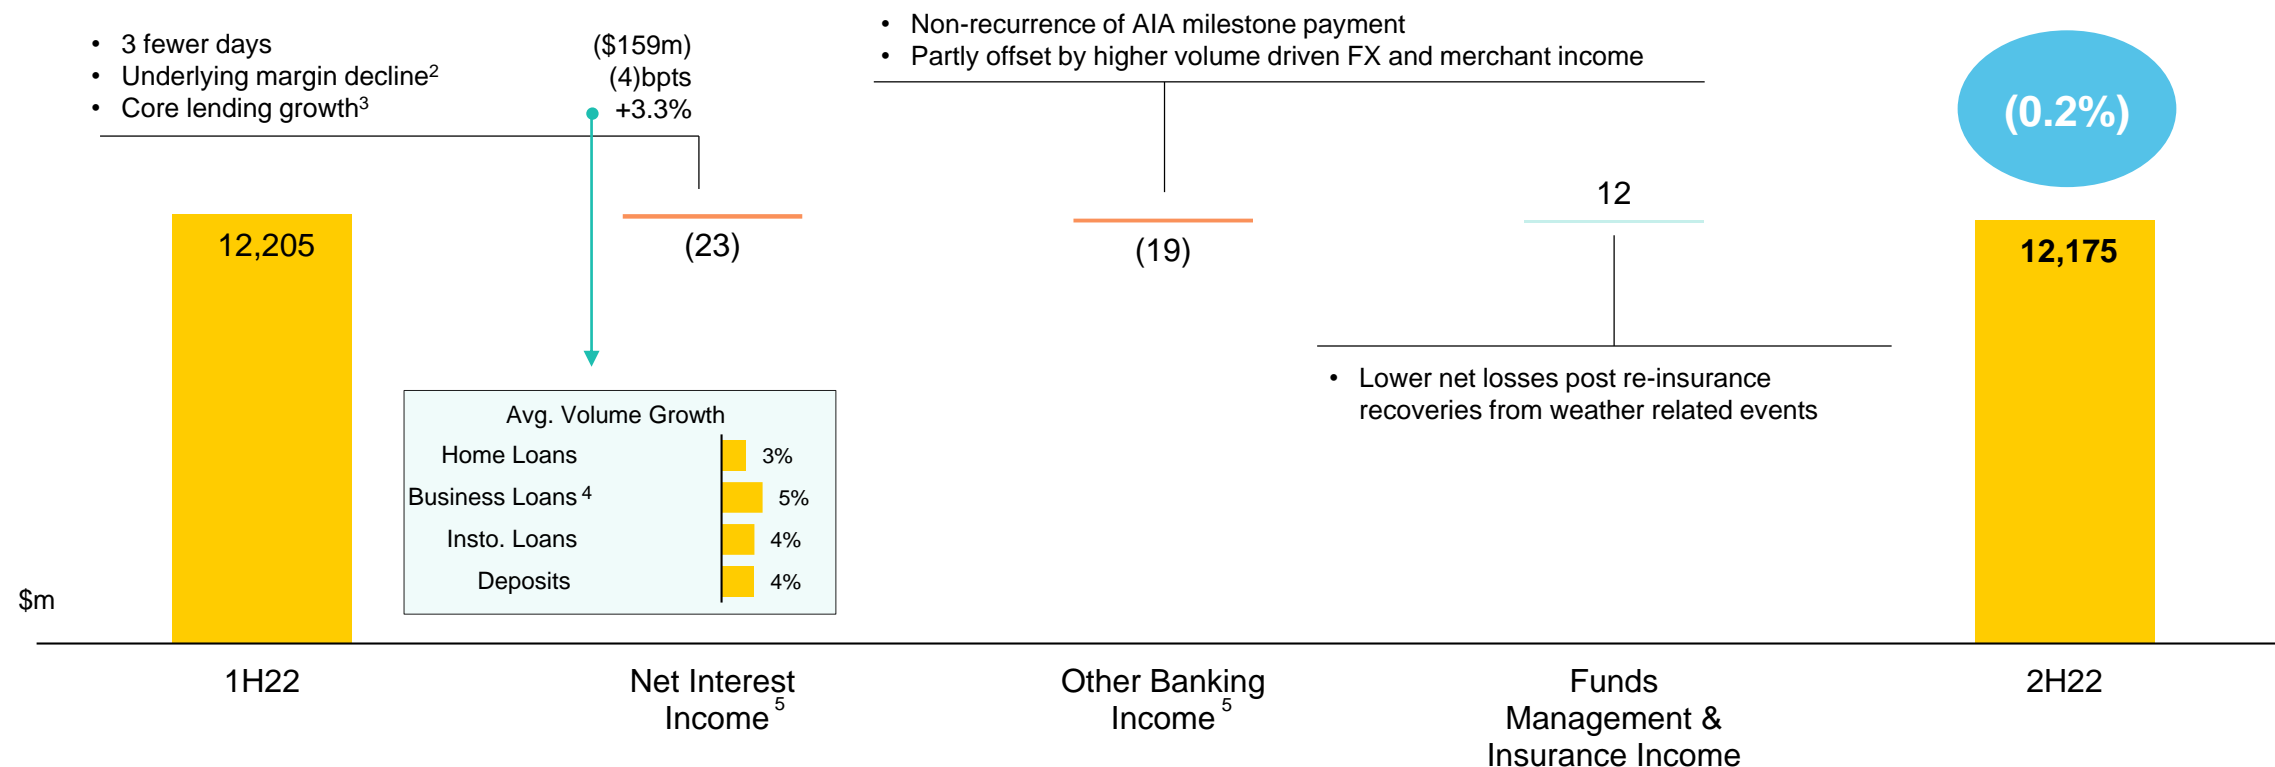 • 3 fewer days ($159m)
• Underlying margin decline2 (4)bpts
• Core lending growth3 +3.3%
• Non-recurrence of AIA milestone payment
• Partly offset by higher volume driven FX and merchant income
(0.2%)
12,205
(23)
(19)
12
12,175
• Lower net losses post re-insurance
recoveries from weather related events
Avg. Volume Growth
Home Loans 3%
Business Loans 4 5%
Insto. Loans 4%
Deposits 4%
$m
1H22
Net Interest
Income 5
Other Banking
Income 5
Funds
Management &
Insurance Income
2H22